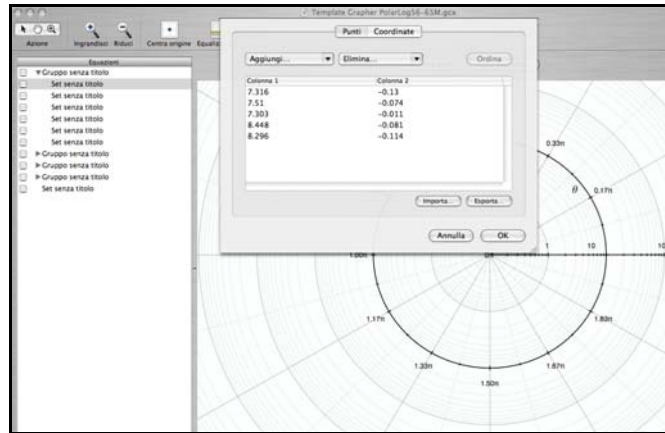 Template Grapher PolarLog56-65M.gcx
Azione
Ingrandisci
Riduci
Centra origine
Equaliz
Punti
Coordinate
Aggiungi...
Elimina...
Ordina
Colonna 1 Colonna 2
7.316 -0.13
7.51 -0.074
7.303 -0.011
8.448 -0.081
8.296 -0.114
Importa...
Esporta...
Annulla
OK
Equazioni
Gruppo senza titolo
Set senza titolo
Set senza titolo
Set senza titolo
Set senza titolo
Set senza titolo
Gruppo senza titolo
Gruppo senza titolo
Gruppo senza titolo
Set senza titolo
0.33π
θ
0.17π
1
10
10
1.00π
1.17π
1.83π
1.33π
1.67π
1.50π